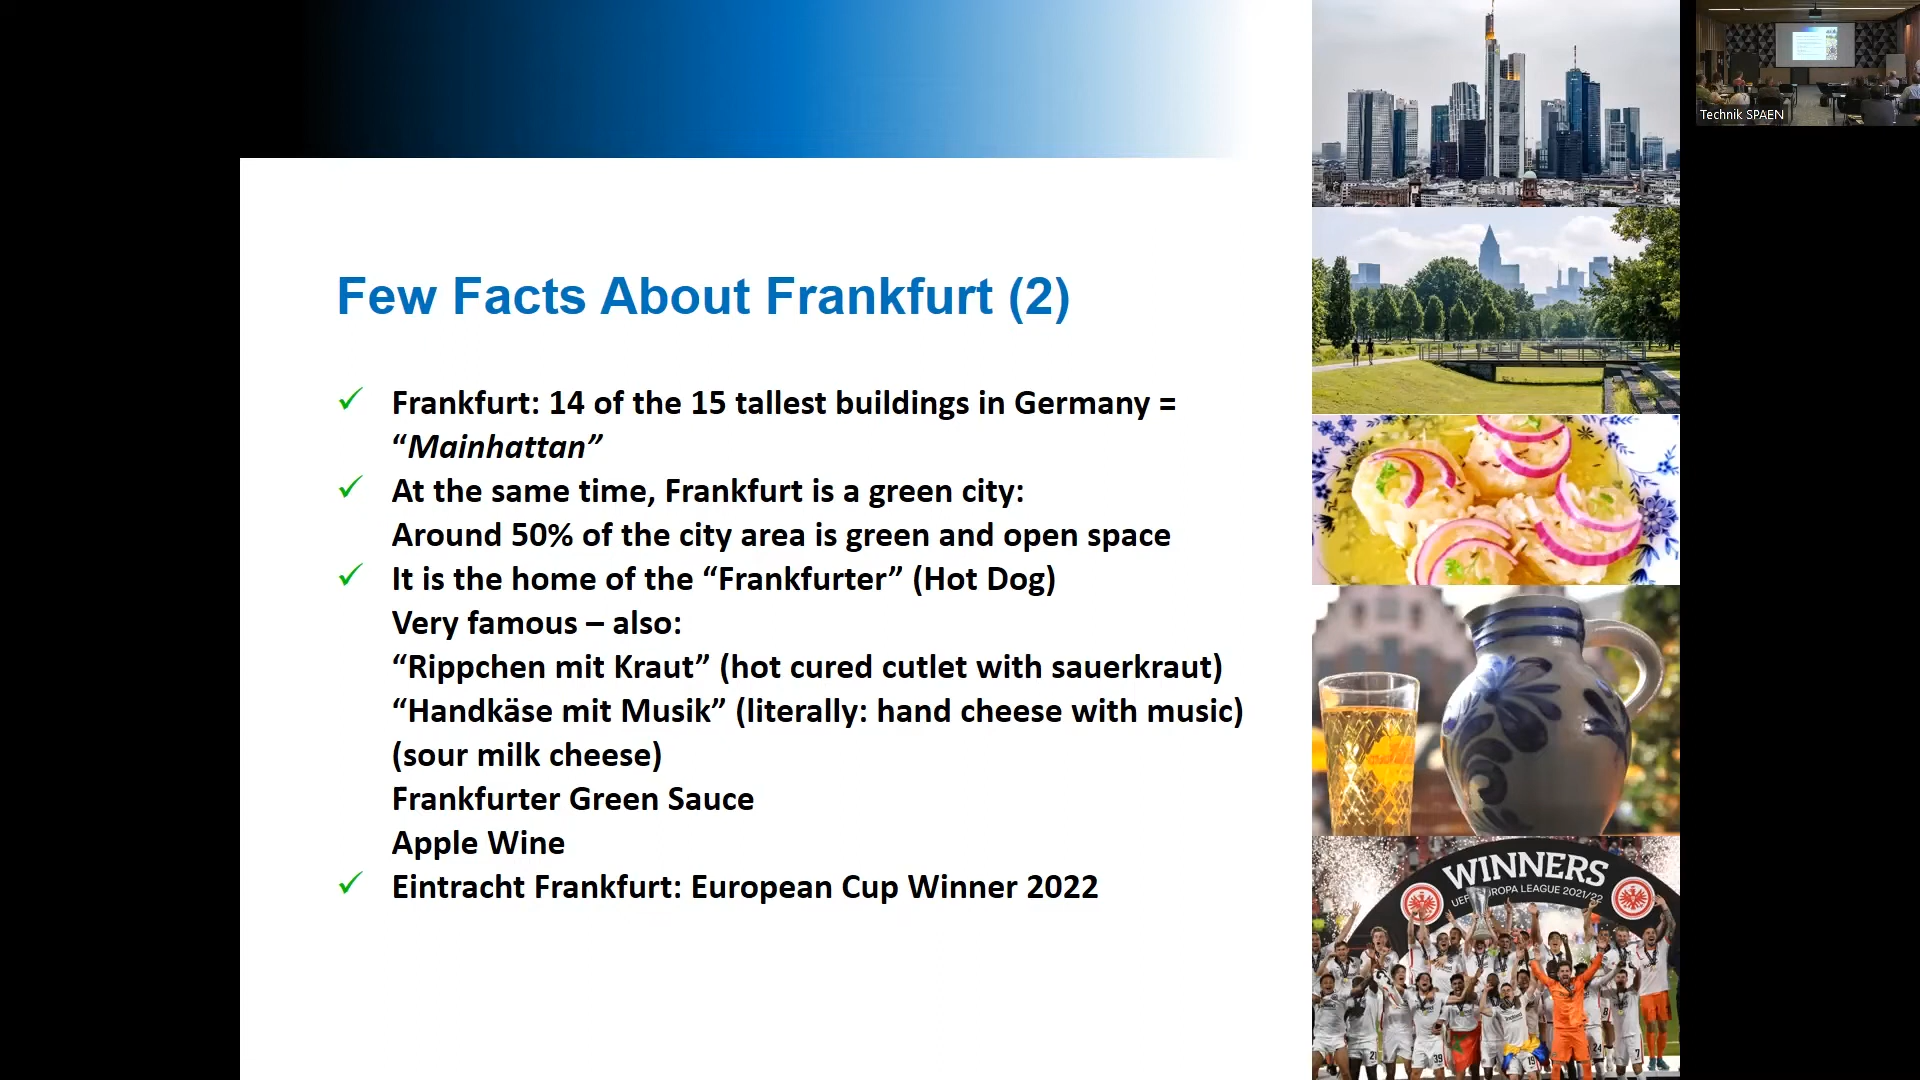 Few Facts About Frankfurt (2)
Frankfurt: 14 of the 15 tallest buildings in Germany =
“Mainhattan”
At the same time, Frankfurt is a green city:
Around 50% of the city area is green and open space
It is the home of the “Frankfurter” (Hot Dog)
Very famous – also:
“Rippchen mit Kraut” (hot cured cutlet with sauerkraut)
“Handkäse mit Musik” (literally: hand cheese with music)
(sour milk cheese)
Frankfurter Green Sauce
Apple Wine
Eintracht Frankfurt: European Cup Winner 2022
Technik SPAEN
WINNERS
EUROPA LEAGUE 2021/22